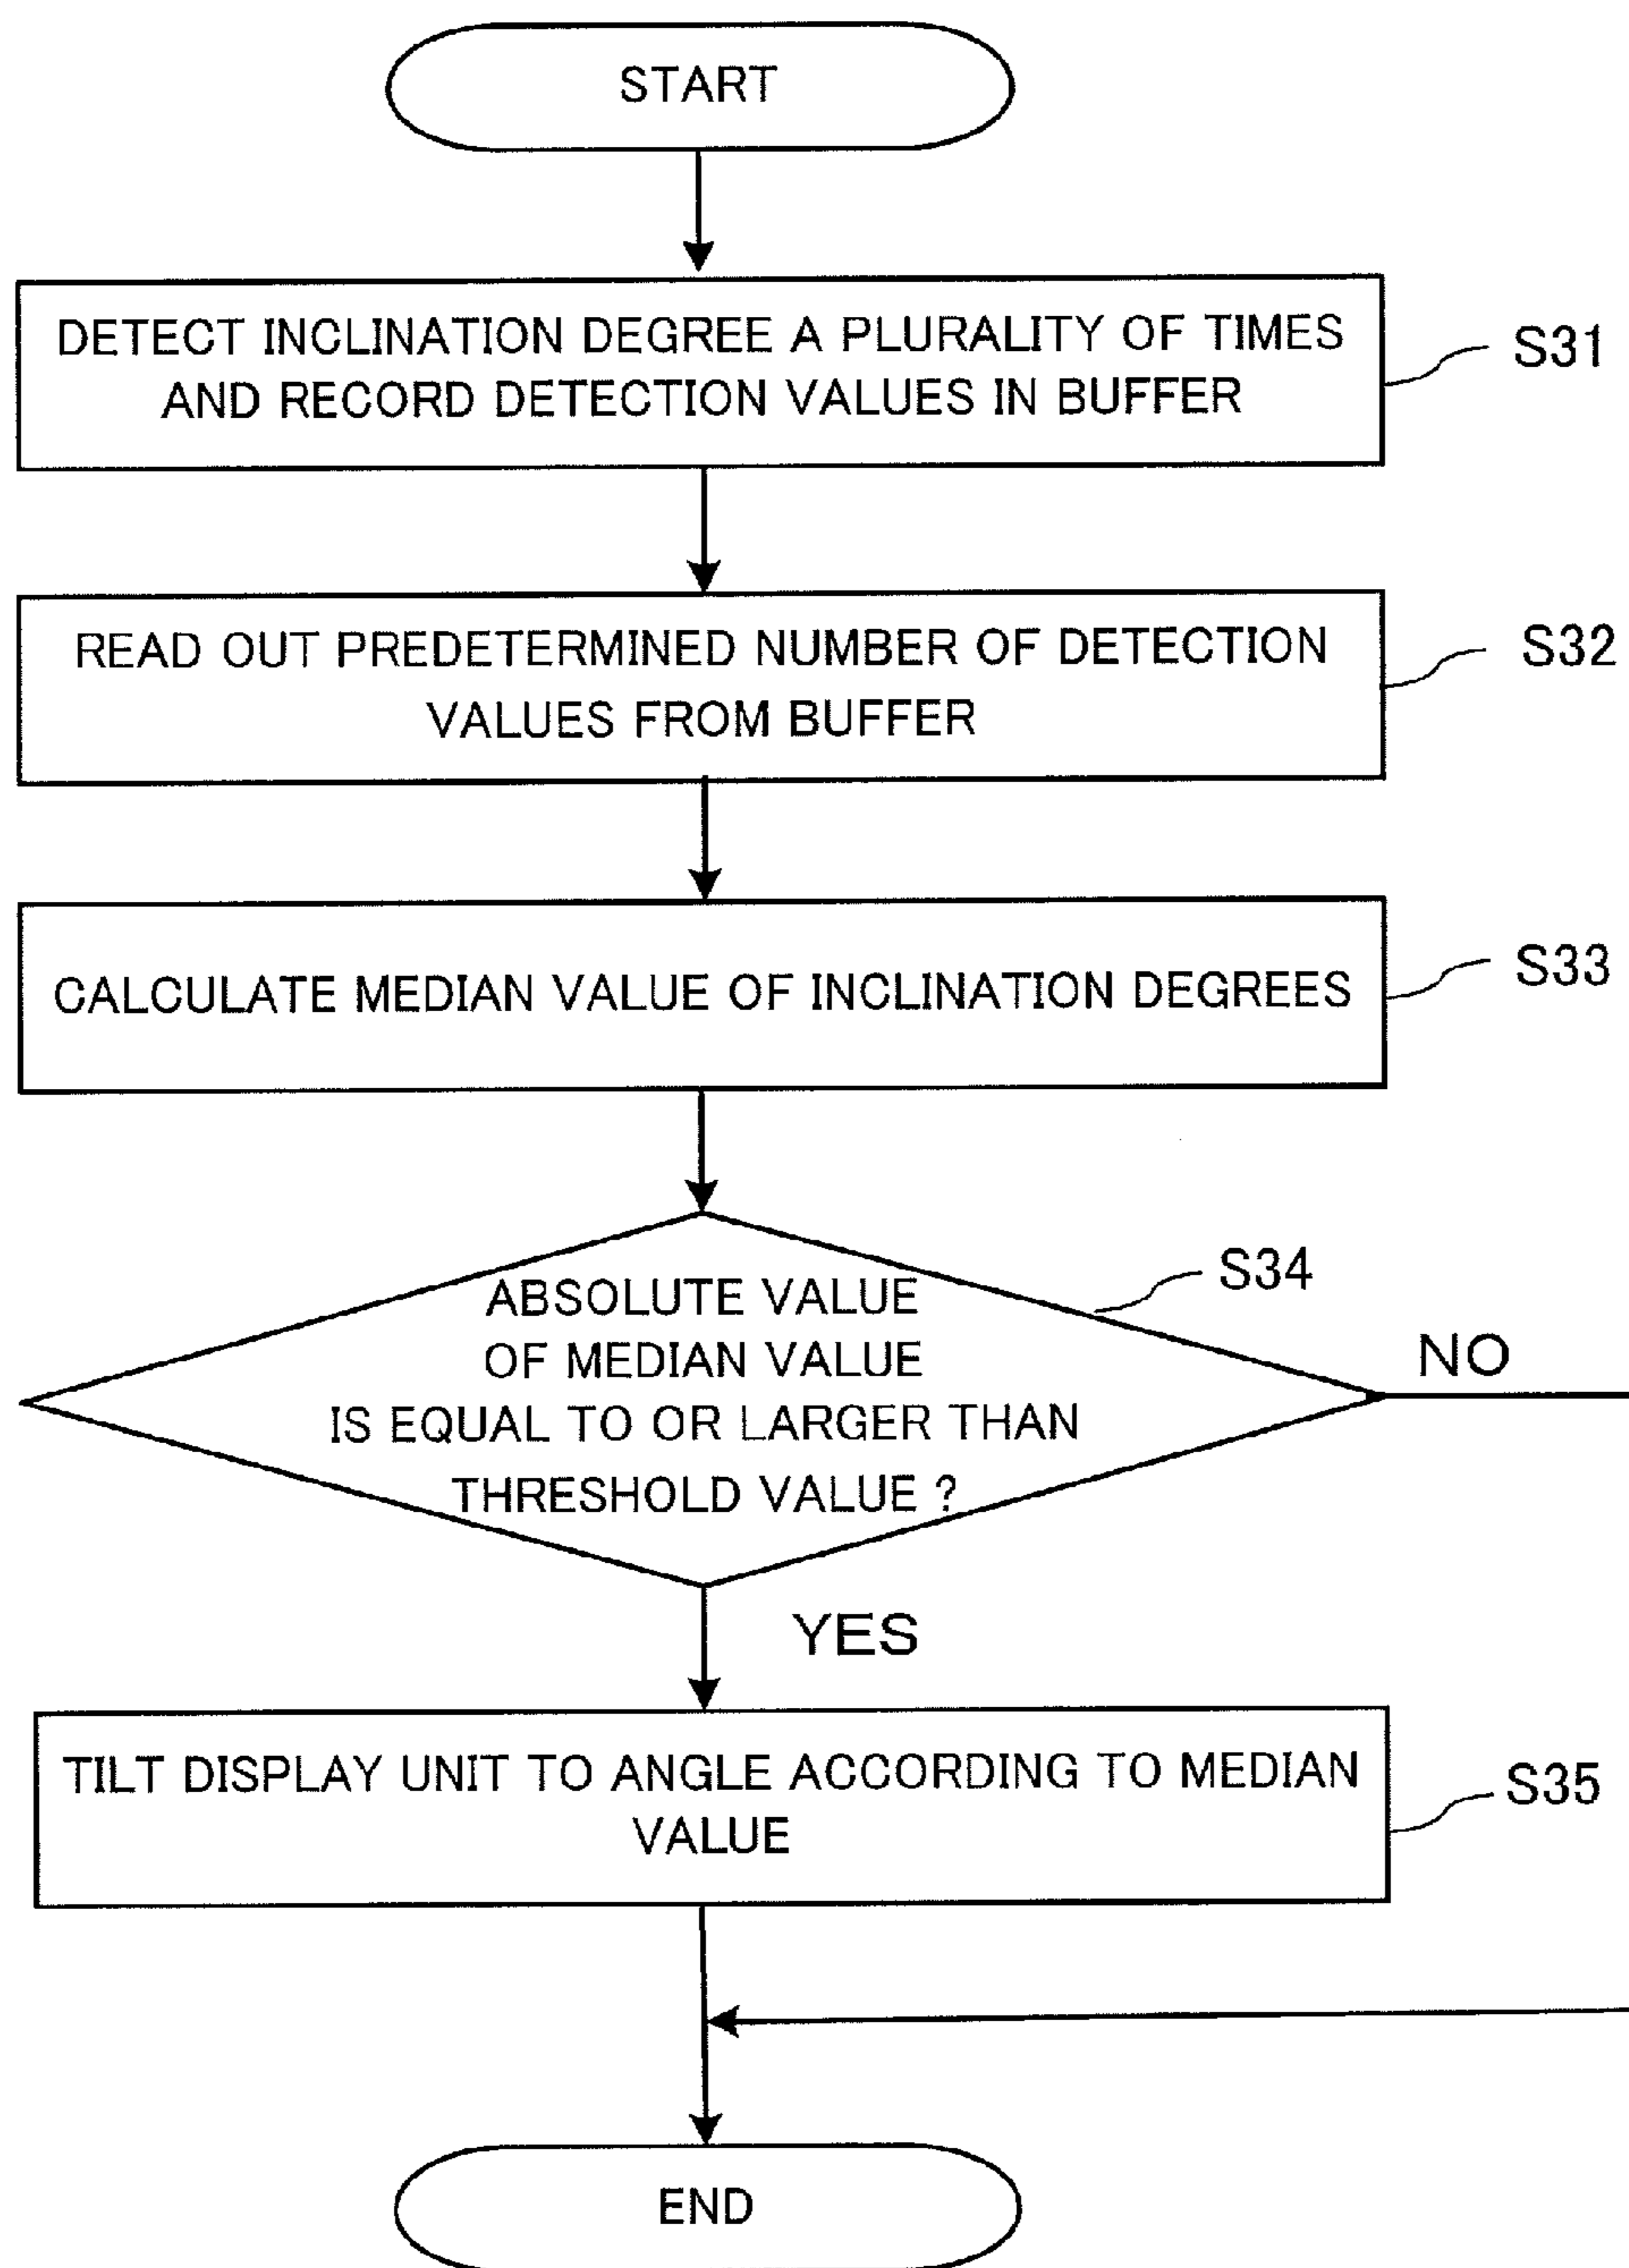 START
DETECT INCLINATION DEGREE A PLURALITY OF TIMES
AND RECORD DETECTION VALUES IN BUFFER
S31
READ OUT PREDETERMINED NUMBER OF DETECTION
VALUES FROM BUFFER
S32
CALCULATE MEDIAN VALUE OF INCLINATION DEGREES
S33
ABSOLUTE VALUE
OF MEDIAN VALUE
IS EQUAL TO OR LARGER THAN
THRESHOLD VALUE ?
S34
NO
YES
TILT DISPLAY UNIT TO ANGLE ACCORDING TO MEDIAN
VALUE
S35
END